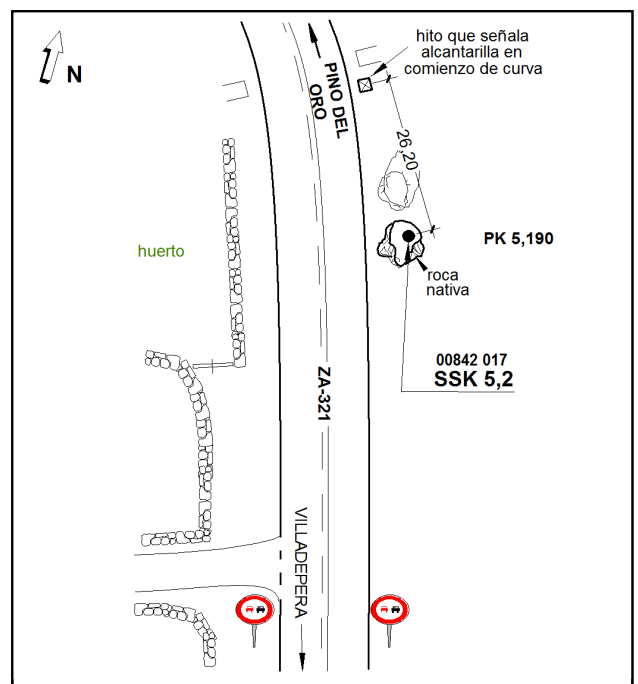 N
hito que señala
alcantarilla en
comienzo de curva
PINO DEL
ORO
26,20
huerto
PK 5,190
roca
nativa
00842 017
SSK 5,2
ZA-321
VILLADEPERA